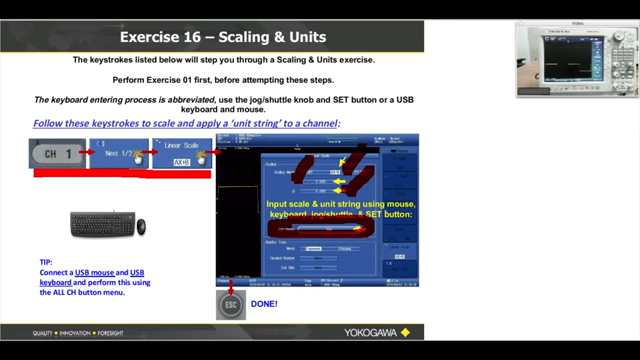 Exercise 16 – Scaling & Units
Video
The keystrokes listed below will step you through a Scaling & Units exercise.
Perform Exercise 01 first, before attempting these steps.
The keyboard entering process is abbreviated, use the jog/shuttle knob and SET button or a USB
keyboard and mouse.
Follow these keystrokes to scale and apply a 'unit string' to a channel:
CH 1
Next 1/2
Linear Scale
AX+B
Input scale & unit string using mouse,
keyboard, jog/shuttle, & SET button:
TIP:
Connect a USB mouse and USB
keyboard and perform this using
the ALL CH button menu.
ESC
DONE!
QUALITY ■ INNOVATION ■ FORESIGHT
YOKOGAWA